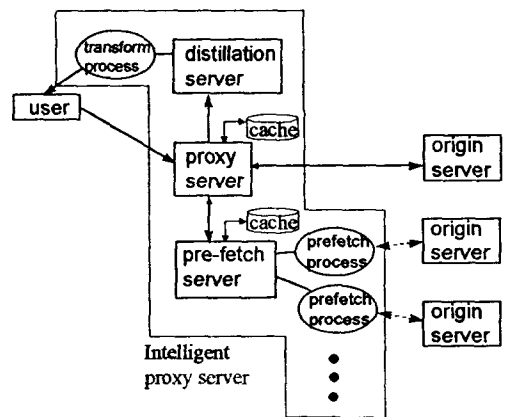 transform
process
distillation
server
user
cache
proxy
server
origin
server
cache
pre-fetch
server
prefetch
process
origin
server
prefetch
process
origin
server
Intelligent
proxy server